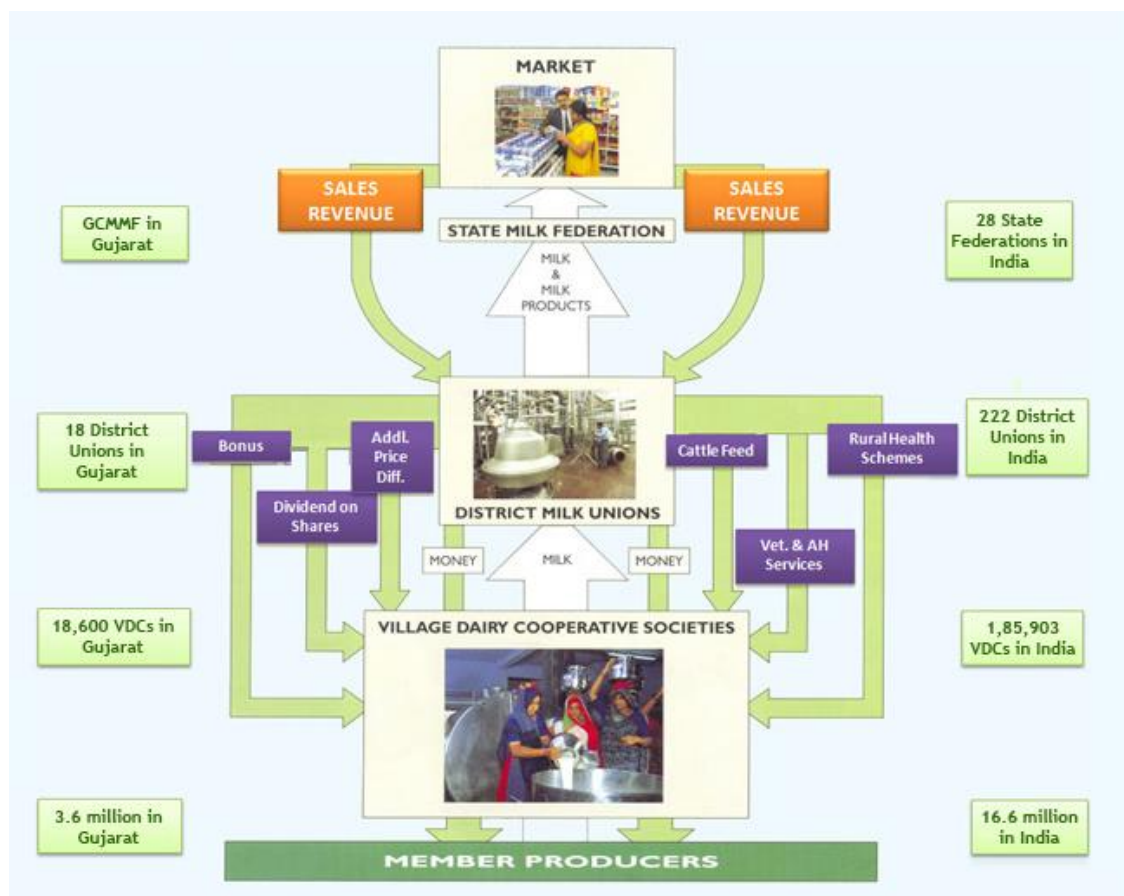 MARKET
SALES
REVENUE
SALES
REVENUE
GCMMF in
Gujarat
STATE MILK FEDERATION
28 State
Federations in
India
MILK
&
MILK
PRODUCTS
18 District
Unions in
Gujarat
Bonus
Addl.
Price
Diff.
Dividend on
Shares
DISTRICT MILK UNIONS
Cattle Feed
Rural Health
Schemes
Vet. & AH
Services
222 District
Unions in
India
MONEY
MILK
MONEY
18,600 VDCs in
Gujarat
VILLAGE DAIRY COOPERATIVE SOCIETIES
1,85,903
VDCs in India
3.6 million in
Gujarat
16.6 million
in India
MEMBER PRODUCERS